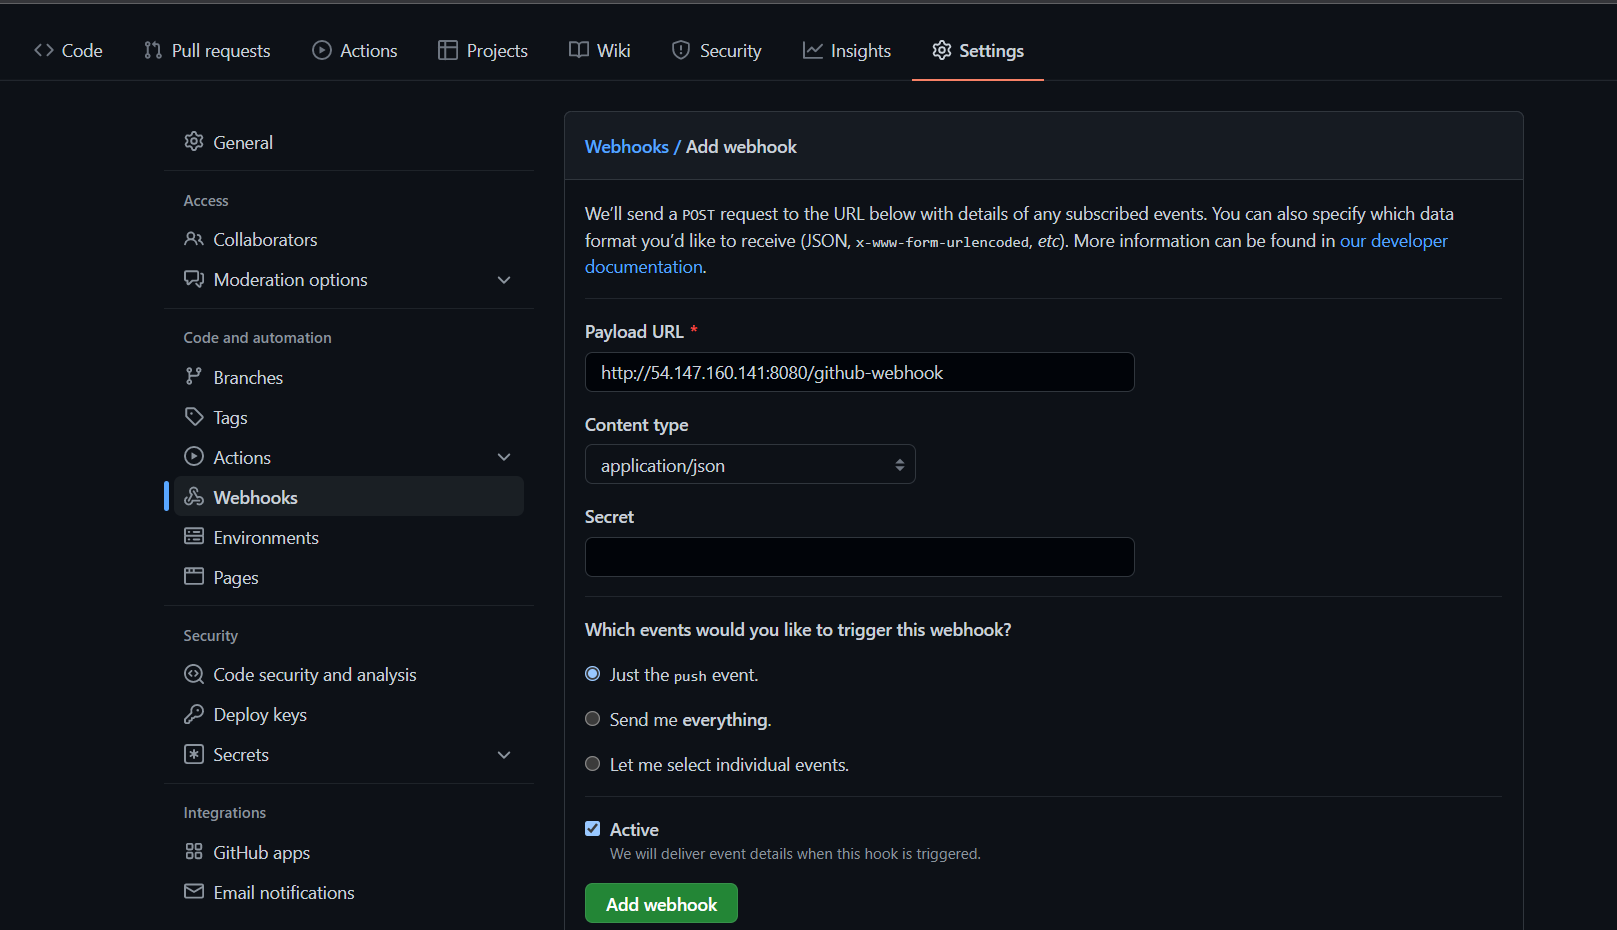 Code Pull requests Actions Projects Wiki Security Insights Settings
General
Access
Collaborators
Moderation options
Code and automation
Branches
Tags
Actions
Webhooks
Environments
Pages
Security
Code security and analysis
Deploy keys
Secrets
Integrations
GitHub apps
Email notifications
Webhooks / Add webhook
We’ll send a POST request to the URL below with details of any subscribed events. You can also specify which data
format you’d like to receive (JSON, x-www-form-urlencoded, etc). More information can be found in our developer
documentation.
Payload URL *
http://54.147.160.141:8080/github-webhook
Content type
application/json
Secret
Which events would you like to trigger this webhook?
Just the push event.
Send me everything.
Let me select individual events.
Active
We will deliver event details when this hook is triggered.
Add webhook